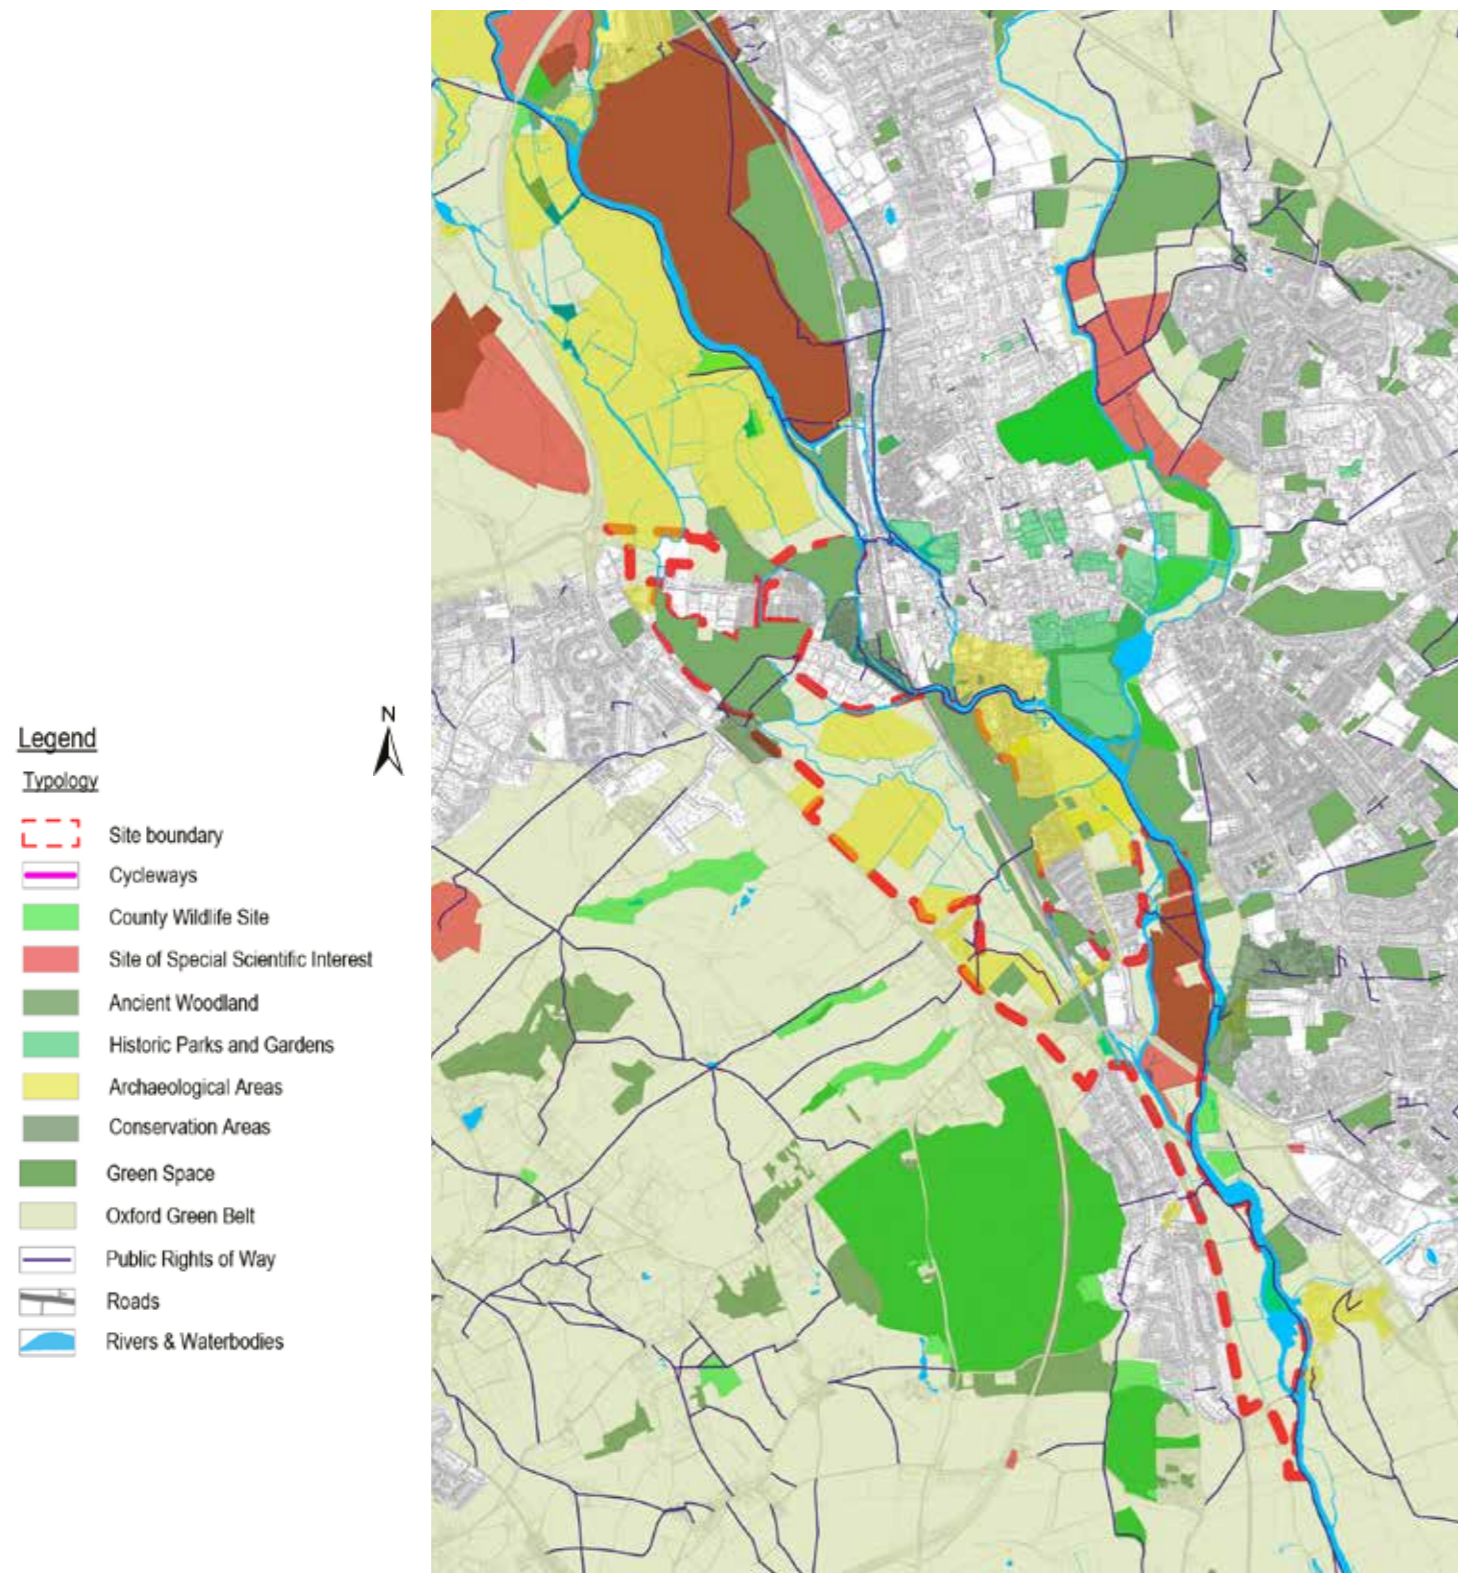 N
Legend
Typology
Site boundary
Cycleways
County Wildlife Site
Site of Special Scientific Interest
Ancient Woodland
Historic Parks and Gardens
Archaeological Areas
Conservation Areas
Green Space
Oxford Green Belt
Public Rights of Way
Roads
Rivers & Waterbodies